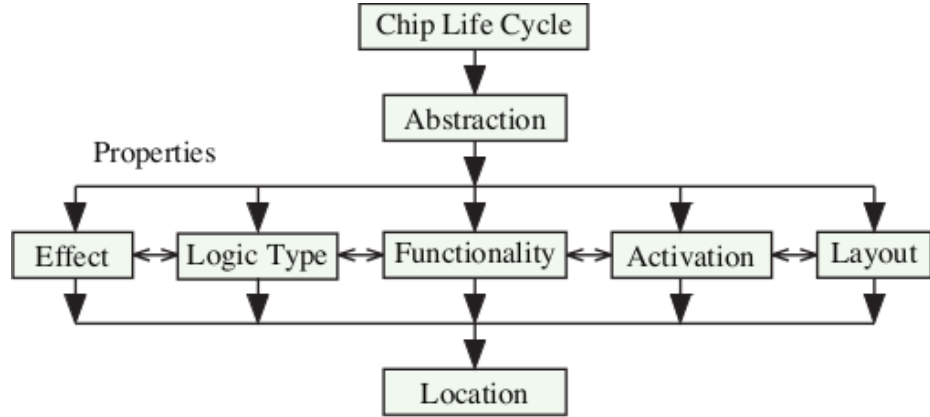 Chip Life Cycle
Abstraction
Properties
Effect
Logic Type
Functionality
Activation
Layout
Location